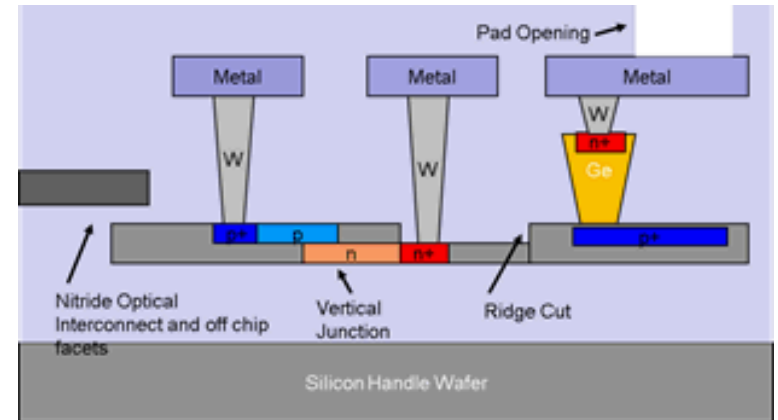 Pad Opening
Metal
Metal
Metal
W
W
W
n+
Ge
p+
p
p+
n
n+
Nitride Optical
Interconnect and off chip
facets
Vertical
Junction
Ridge Cut
Silicon Handle Wafer